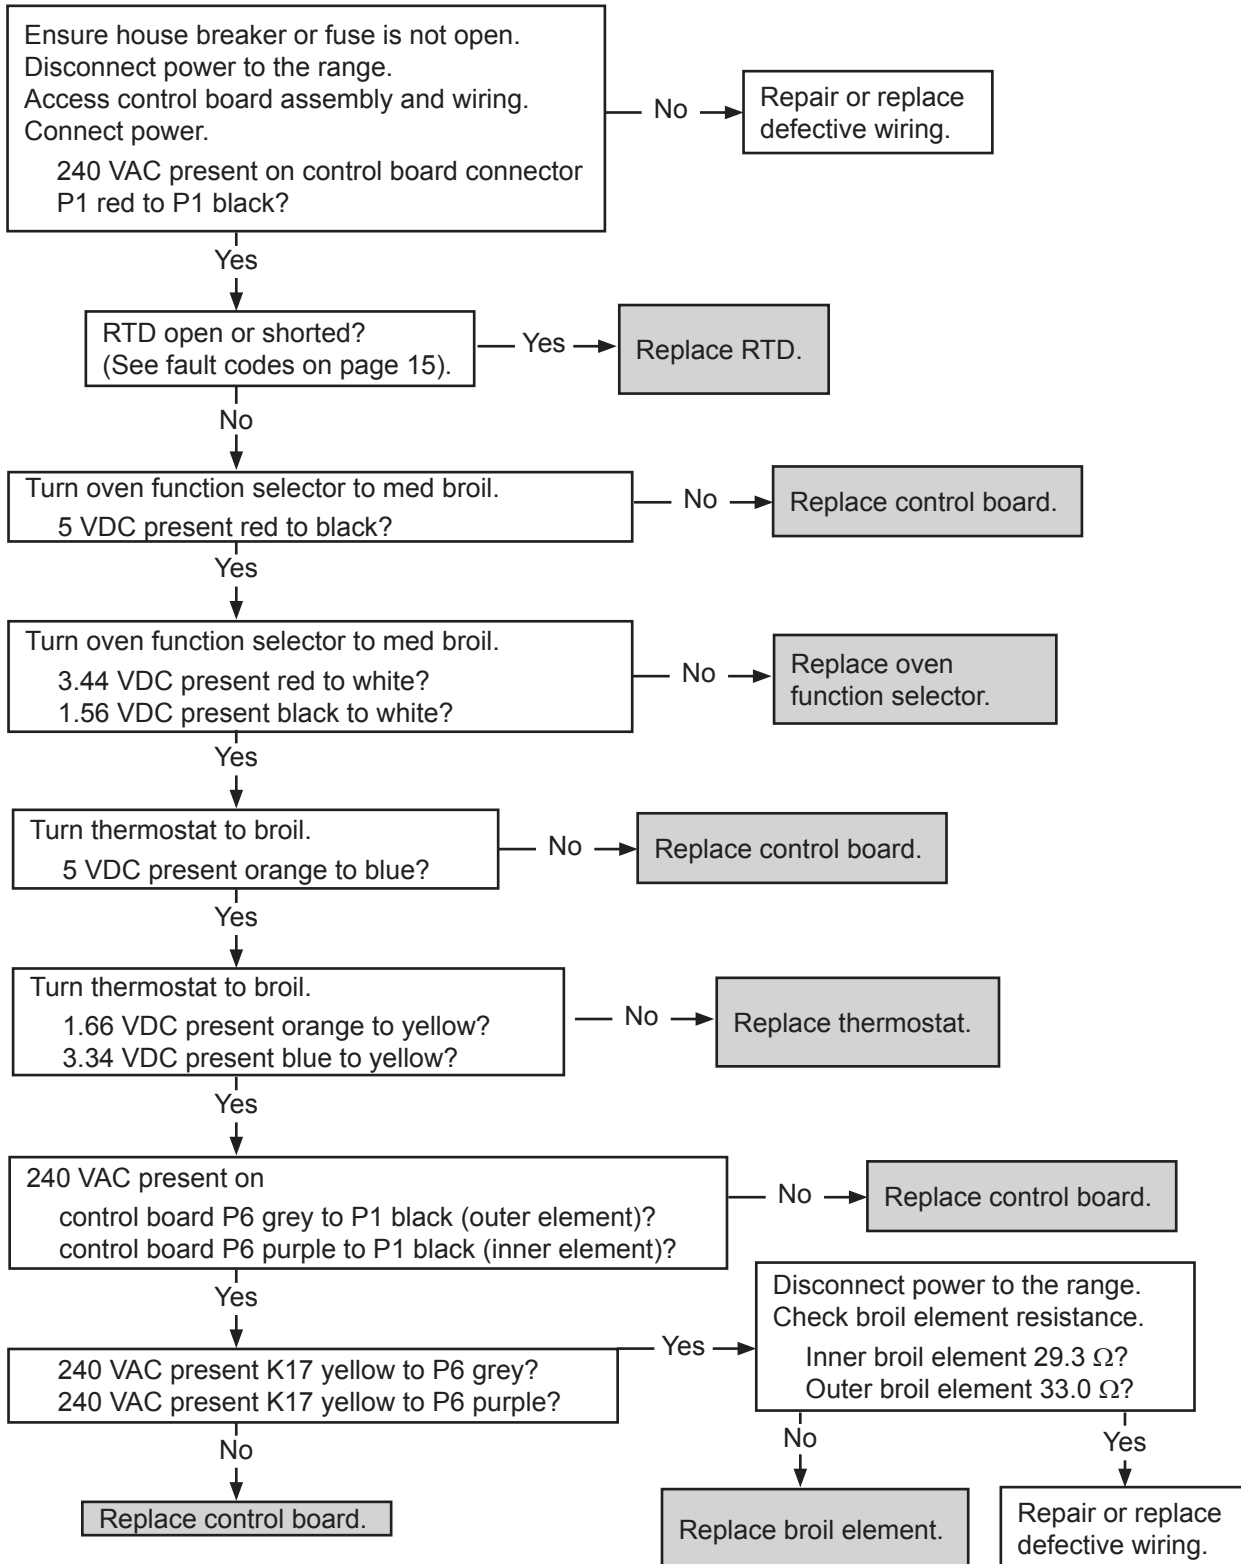 Ensure house breaker or fuse is not open.
Disconnect power to the range.
Access control board assembly and wiring.
Connect power.
240 VAC present on control board connector
P1 red to P1 black?
No
Repair or replace
defective wiring.
Yes
RTD open or shorted?
(See fault codes on page 15).
Yes
Replace RTD.
No
Turn oven function selector to med broil.
5 VDC present red to black?
No
Replace control board.
Yes
Turn oven function selector to med broil.
3.44 VDC present red to white?
1.56 VDC present black to white?
No
Replace oven
function selector.
Yes
Turn thermostat to broil.
5 VDC present orange to blue?
No
Replace control board.
Yes
Turn thermostat to broil.
1.66 VDC present orange to yellow?
3.34 VDC present blue to yellow?
No
Replace thermostat.
Yes
240 VAC present on
control board P6 grey to P1 black (outer element)?
control board P6 purple to P1 black (inner element)?
No
Replace control board.
Yes
240 VAC present K17 yellow to P6 grey?
240 VAC present K17 yellow to P6 purple?
Yes
Disconnect power to the range.
Check broil element resistance.
Inner broil element 29.3 Ω?
Outer broil element 33.0 Ω?
No
Replace control board.
No
Replace broil element.
Yes
Repair or replace
defective wiring.